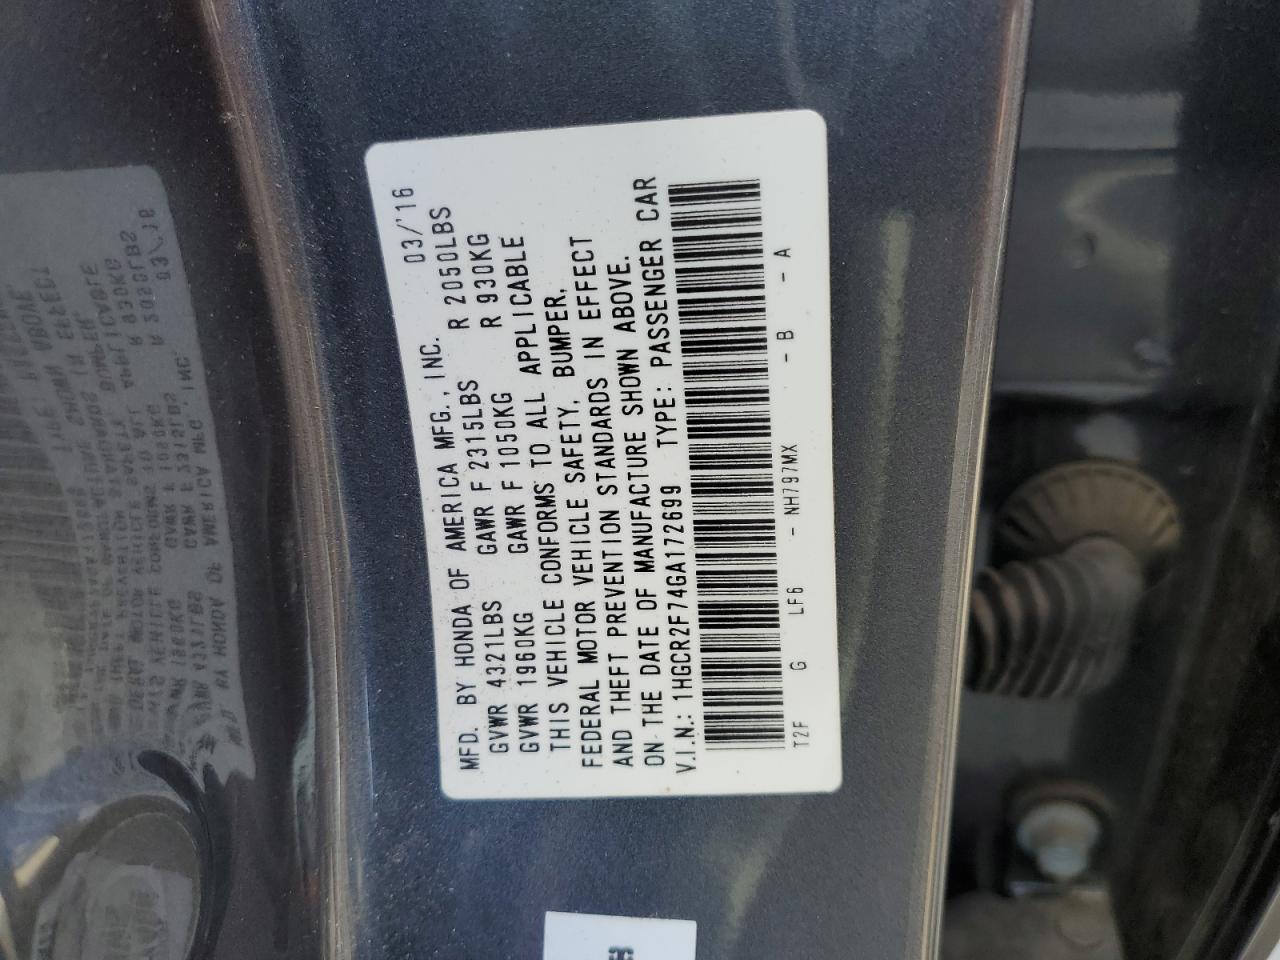 MFD. BY HONDA OF AMERICA MFG., INC. 03/'16
GVWR 4321LBS GAWR F 2315LBS R 2050LBS
GVWR 1960KG GAWR F 1050KG R 930KG
THIS VEHICLE CONFORMS TO ALL APPLICABLE
FEDERAL MOTOR VEHICLE SAFETY, BUMPER,
AND THEFT PREVENTION STANDARDS IN EFFECT
ON THE DATE OF MANUFACTURE SHOWN ABOVE.
V.I.N.: 1HGCR2F74GA172699 TYPE: PASSENGER CAR
T2F G LF6 - NH797MX - B - A